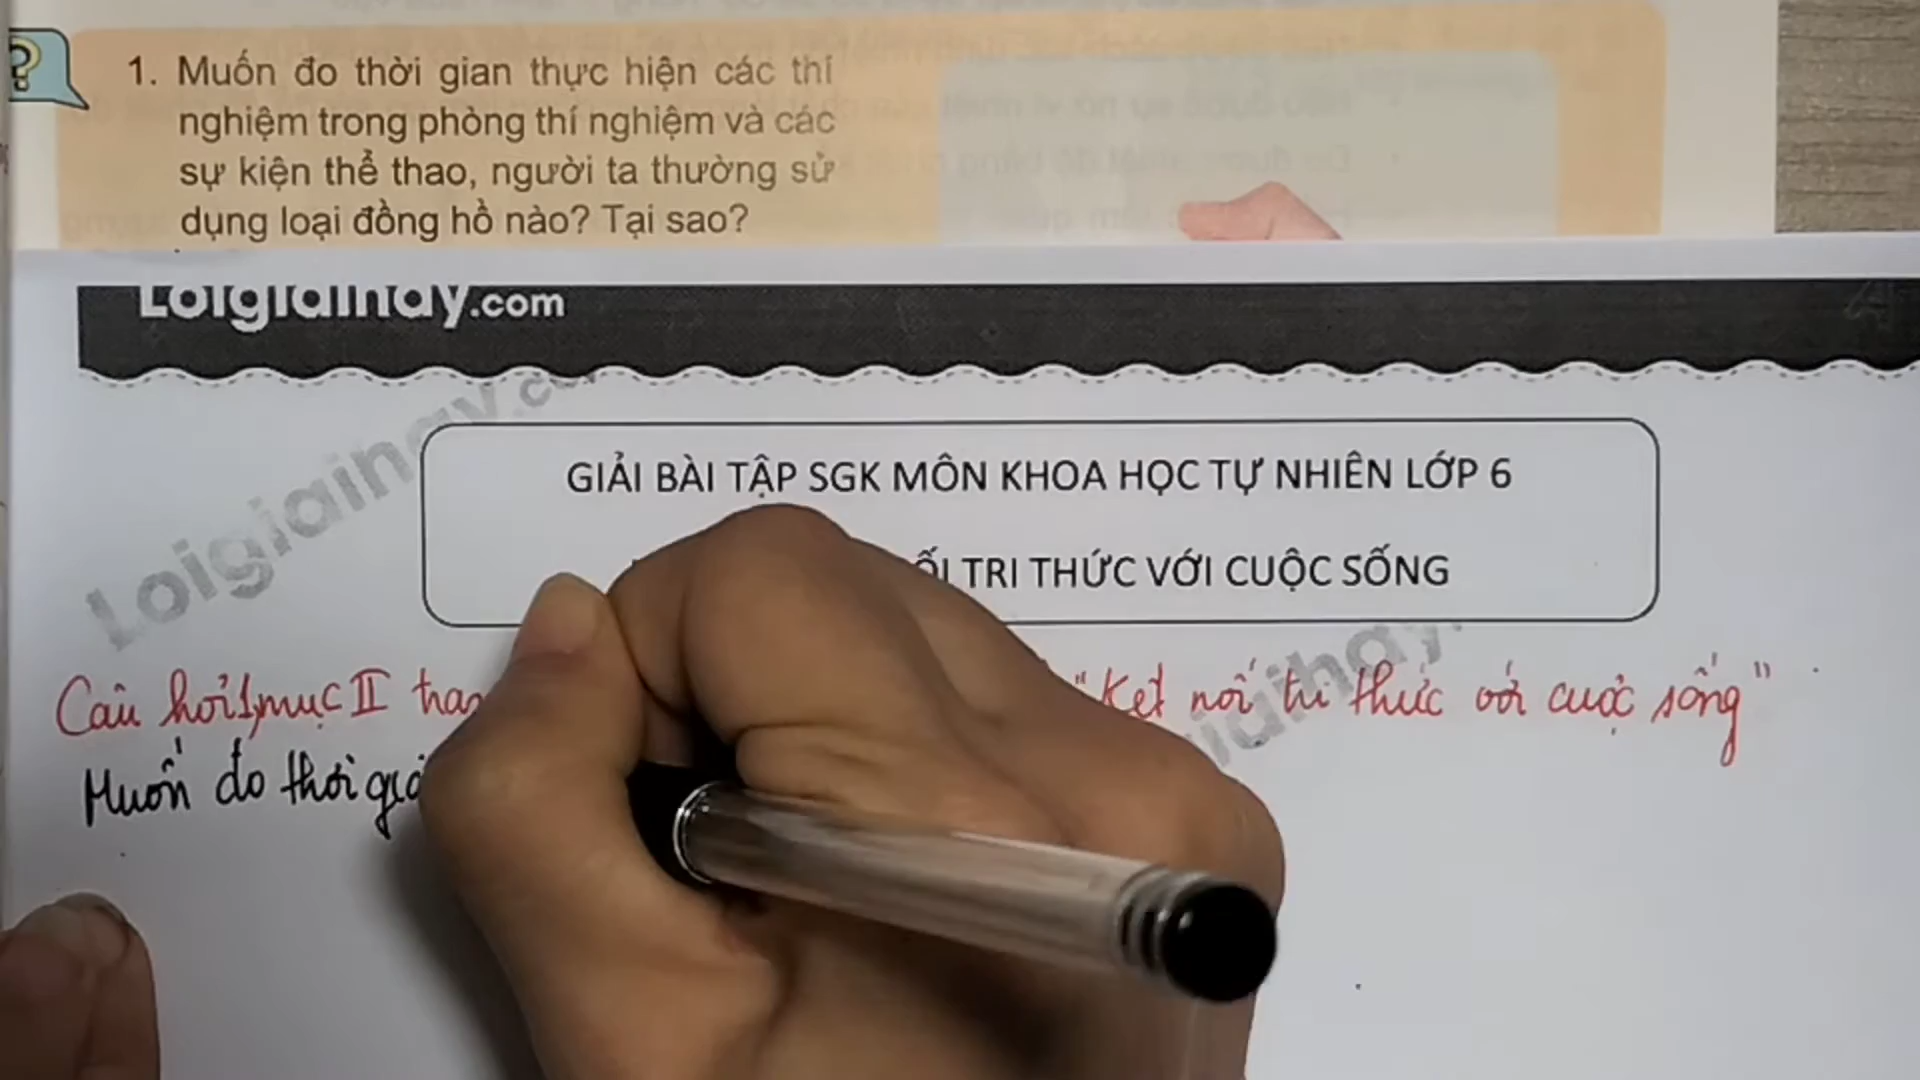 1. Muốn đo thời gian thực hiện các thí
nghiệm trong phòng thí nghiệm và các
sự kiện thể thao, người ta thường sử
dụng loại đồng hồ nào? Tại sao?
Loigiaihay.com
GIẢI BÀI TẬP SGK MÔN KHOA HỌC TỰ NHIÊN LỚP 6
TRI THỨC VỚI CUỘC SỐNG
Loigiaihay.com
Câu hỏi 1 mục II "Kết nối tri thức với cuộc sống"
Muốn đo thời